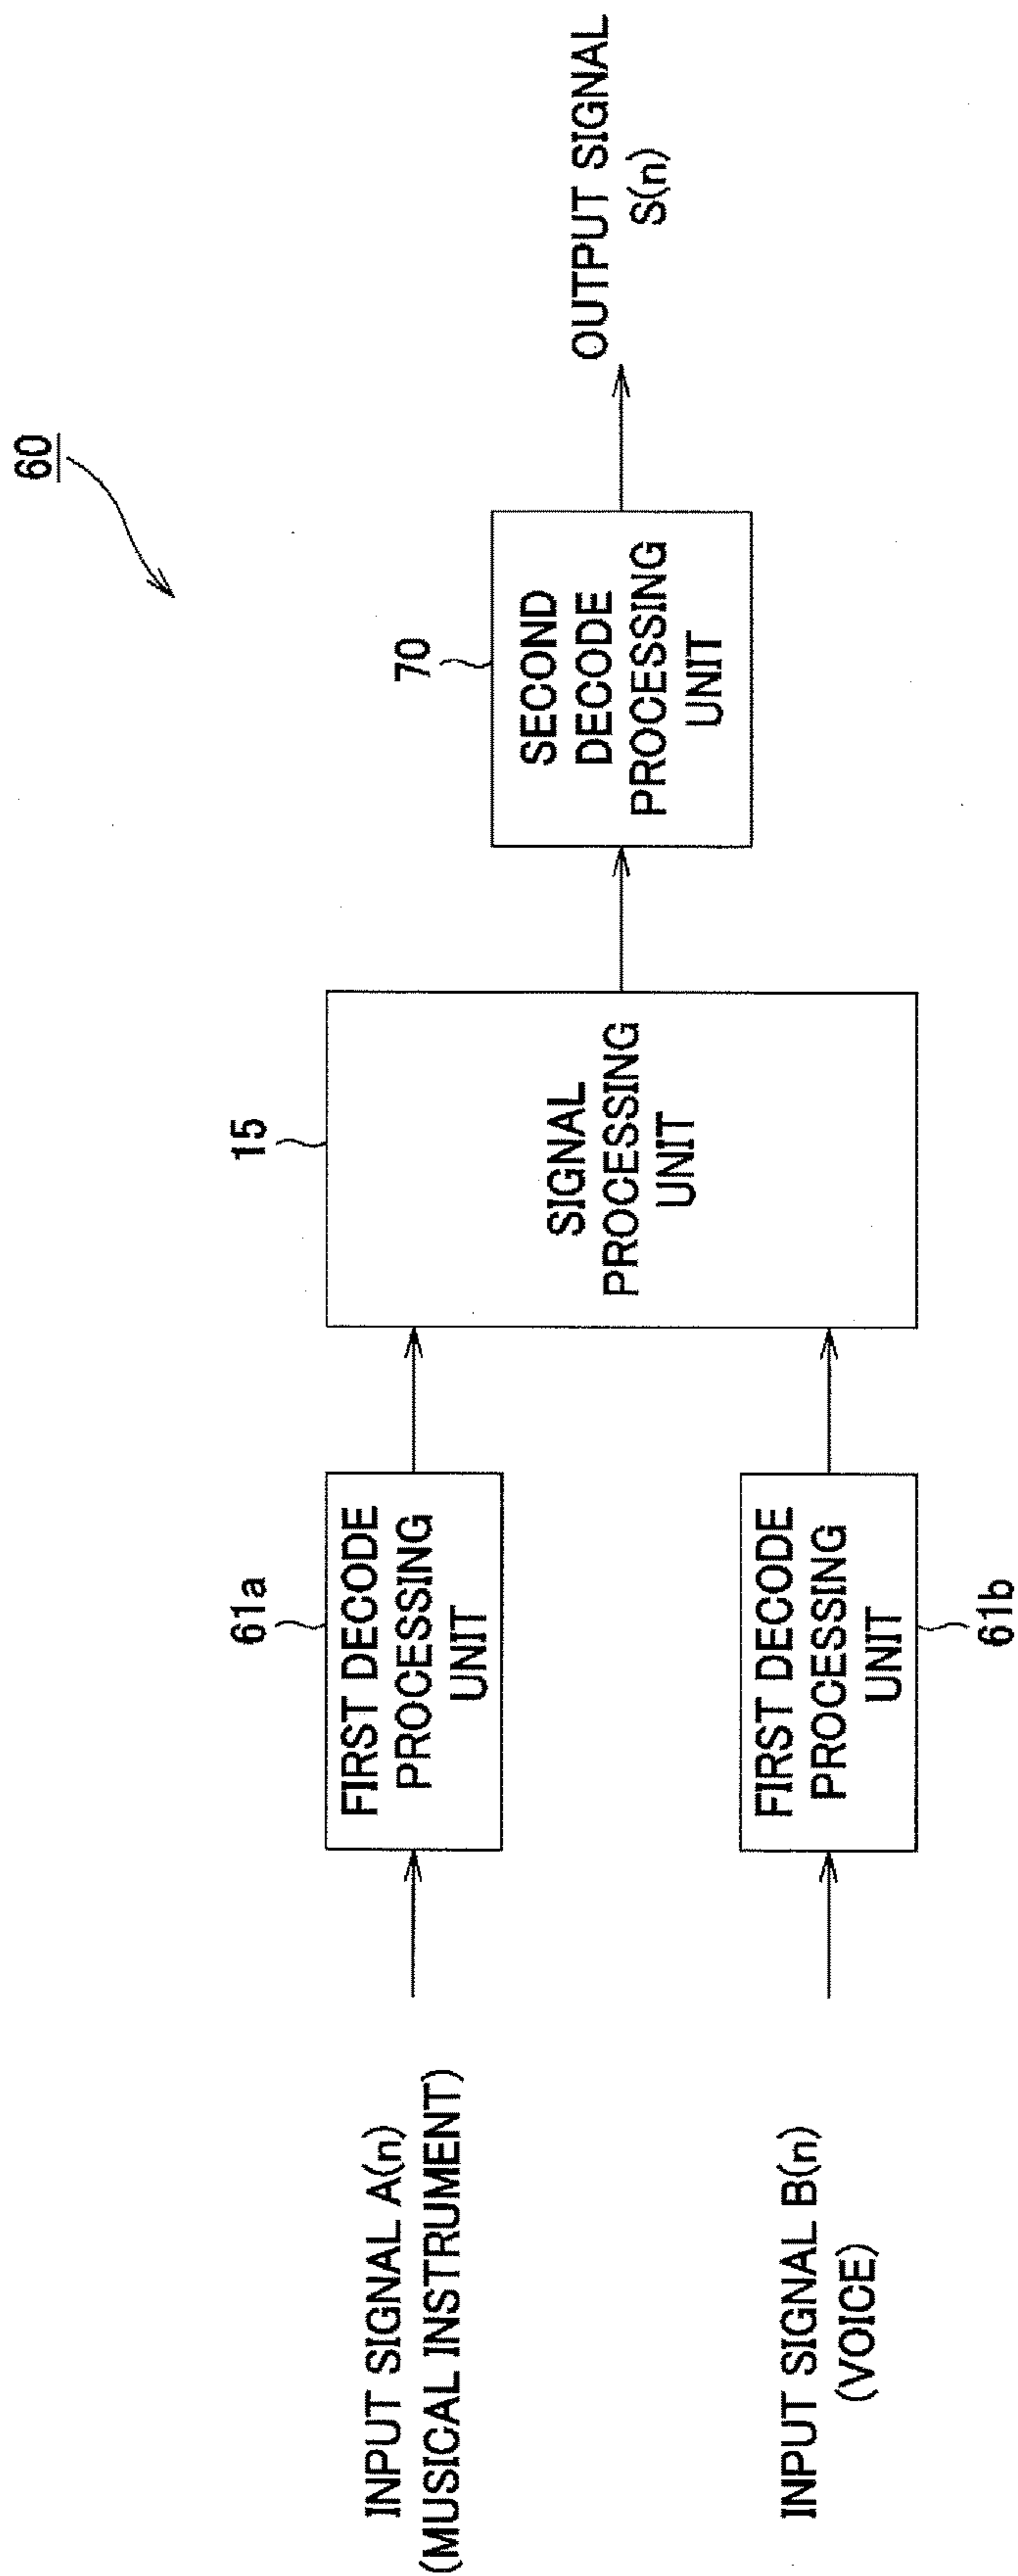 60
INPUT SIGNAL A(n)
(MUSICAL INSTRUMENT)
61a
FIRST DECODE
PROCESSING
UNIT
INPUT SIGNAL B(n)
(VOICE)
FIRST DECODE
PROCESSING
UNIT
61b
15
SIGNAL
PROCESSING
UNIT
70
SECOND
DECODE
PROCESSING
UNIT
OUTPUT SIGNAL
S(n)